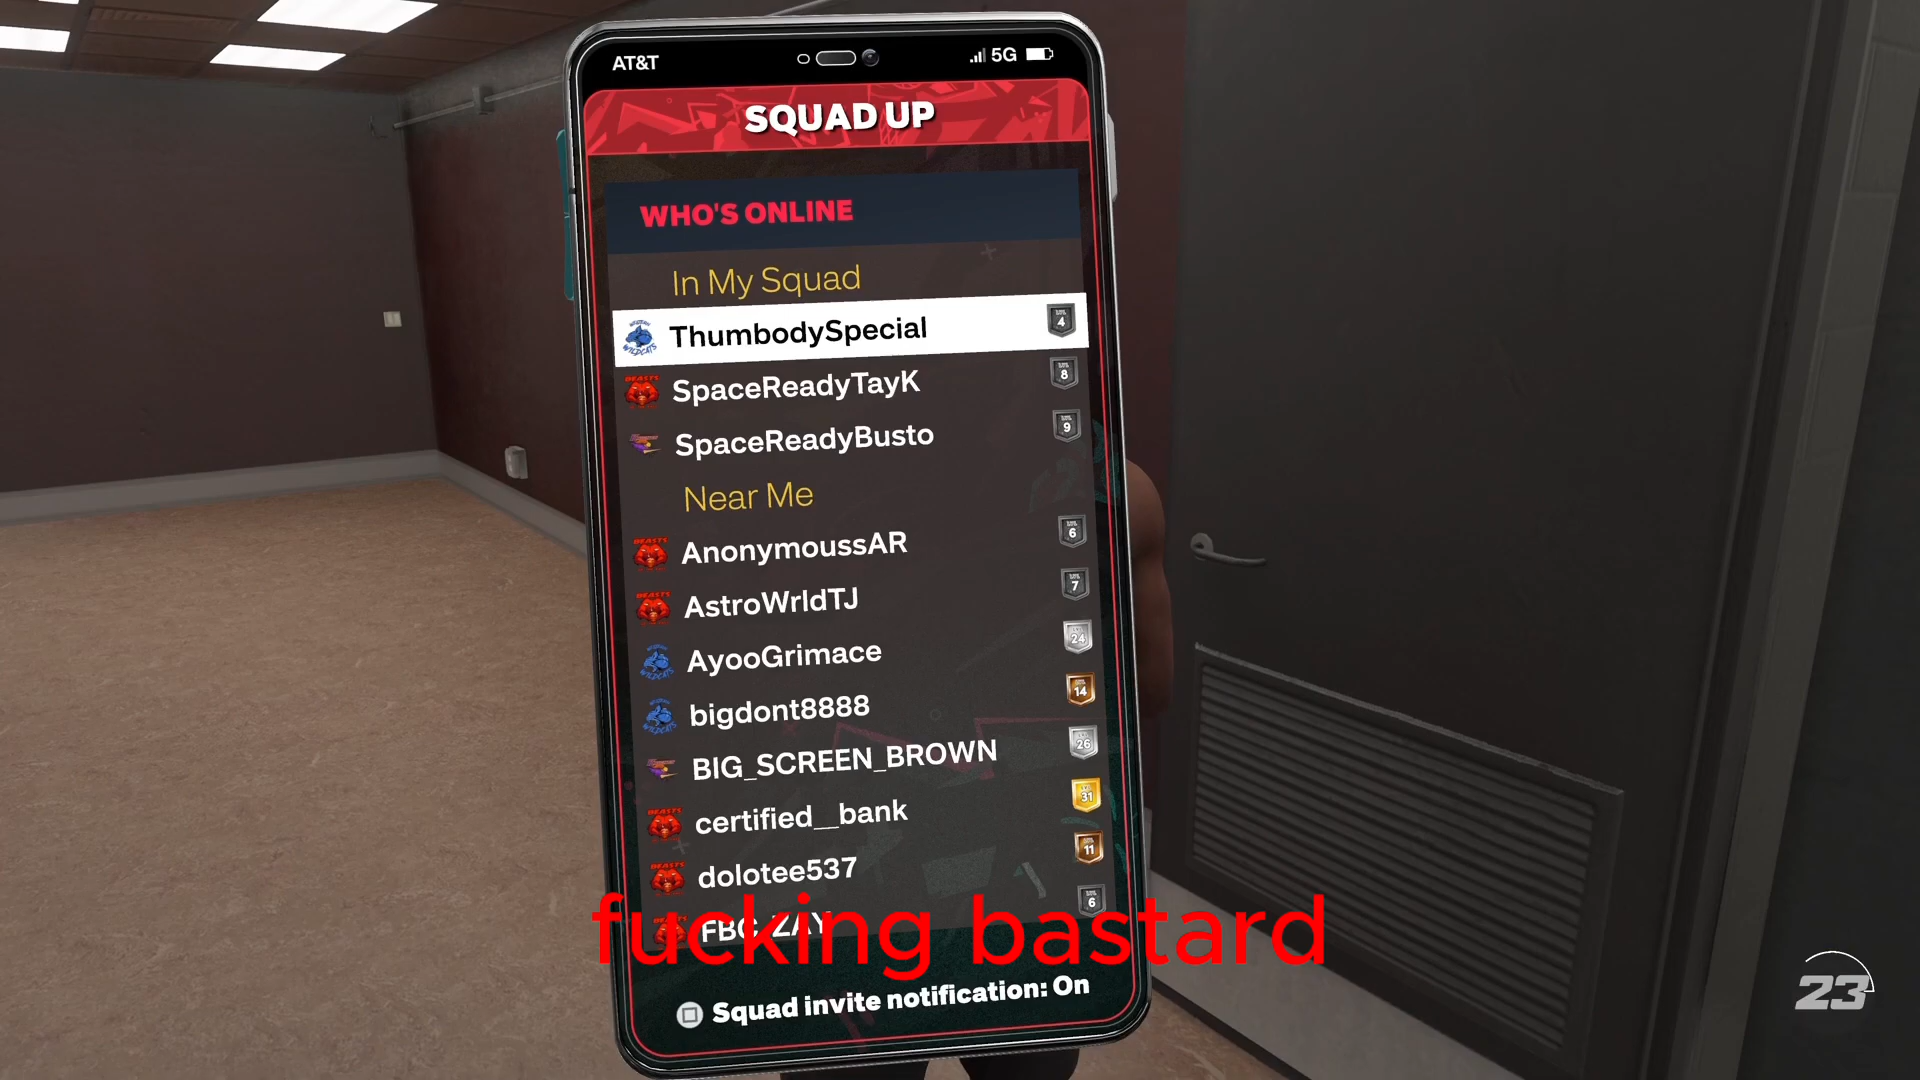 AT&T
5G
SQUAD UP
WHO'S ONLINE
In My Squad
ThumbodySpecial
4
SpaceReadyTayK
8
SpaceReadyBusto
9
Near Me
AnonymoussAR
6
AstroWrldTJ
7
AyooGrimace
24
bigdont8888
14
BIG_SCREEN_BROWN
26
certified__bank
31
dolotee537
11
FBC_ZAY
6
fucking bastard
Squad invite notification: On
23